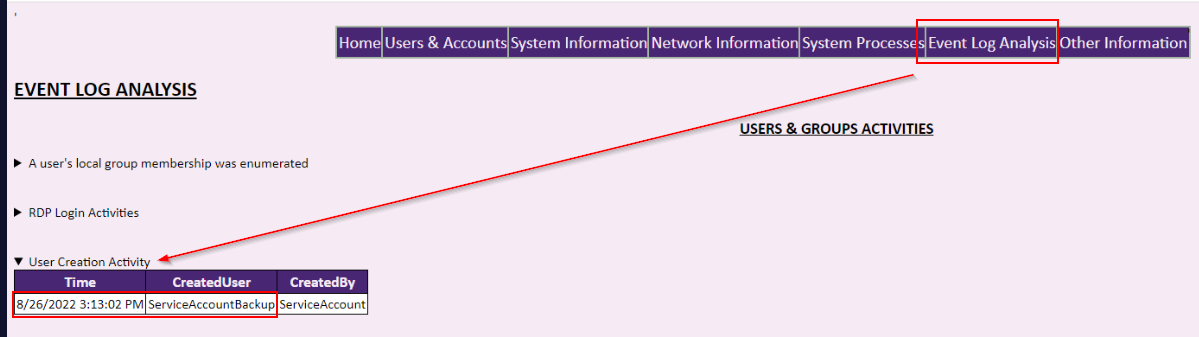 Home Users & Accounts System Information Network Information System Processes Event Log Analysis Other Information
EVENT LOG ANALYSIS
USERS & GROUPS ACTIVITIES
A user's local group membership was enumerated
RDP Login Activities
User Creation Activity
Time CreatedUser CreatedBy
8/26/2022 3:13:02 PM ServiceAccountBackup ServiceAccount